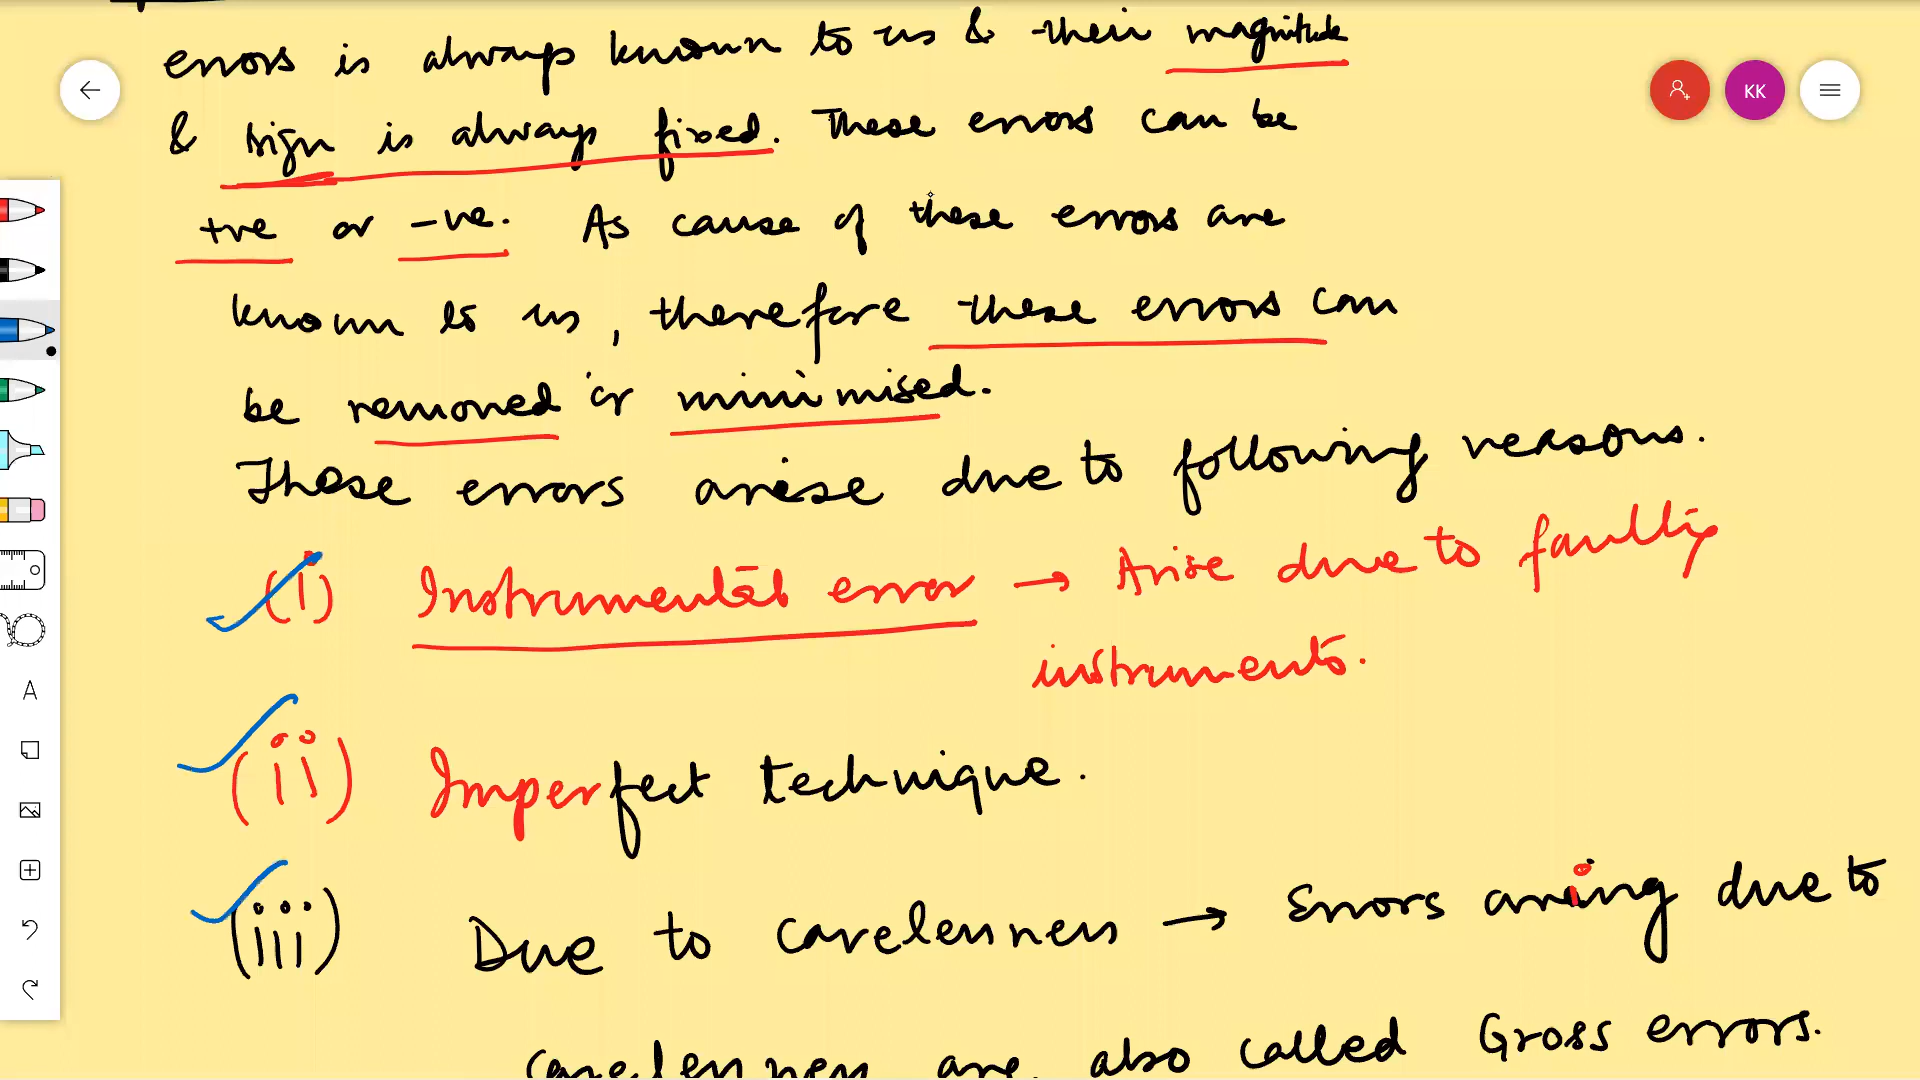 errors is always known to us & their magnitude
KK
& sign is always fixed. These errors can be
+ve or -ve. As cause of these errors are
known to us, therefore these errors can
be removed or minimised.
These errors arise due to following reasons.
(i) Instrumental error → Arise due to faulty
instruments.
(ii) Imperfect technique.
(iii) Due to carelessness → Errors arising due to
carelessness are also called Gross errors.